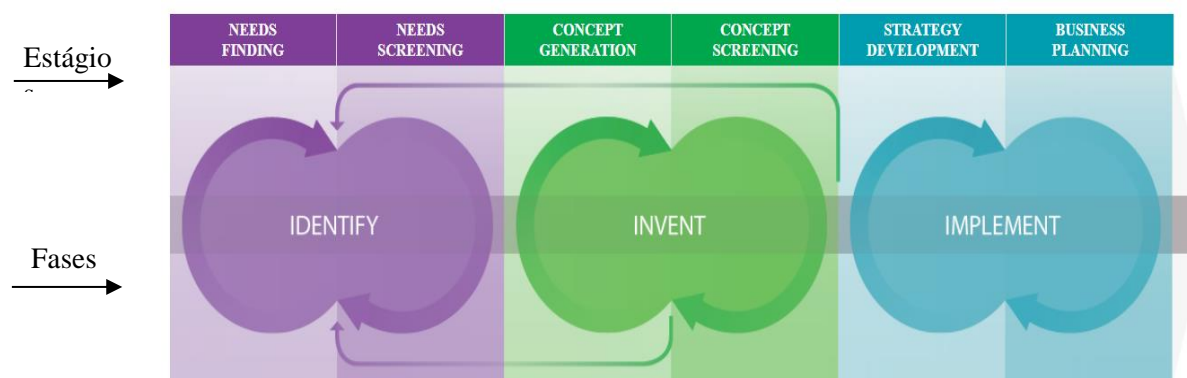 NEEDS
FINDING
NEEDS
SCREENING
CONCEPT
GENERATION
CONCEPT
SCREENING
STRATEGY
DEVELOPMENT
BUSINESS
PLANNING
Estágio
IDENTIFY
INVENT
IMPLEMENT
Fases